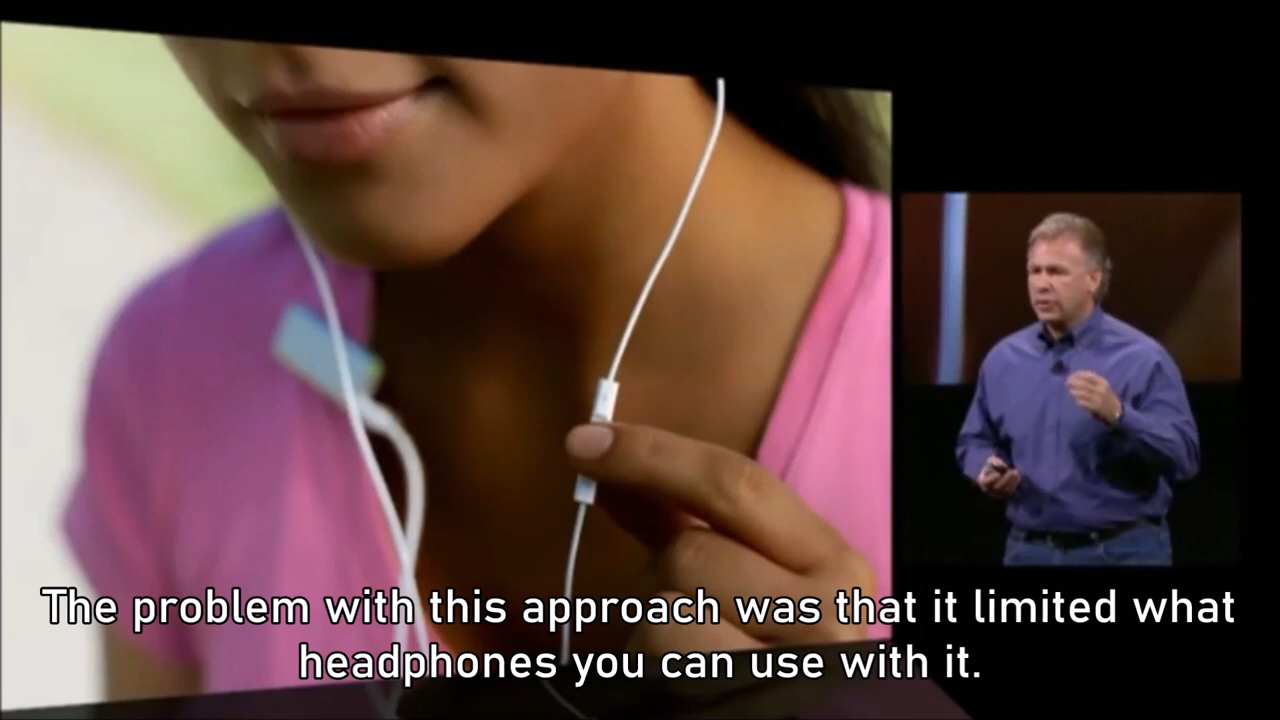 The problem with this approach was that it limited what
headphones you can use with it.